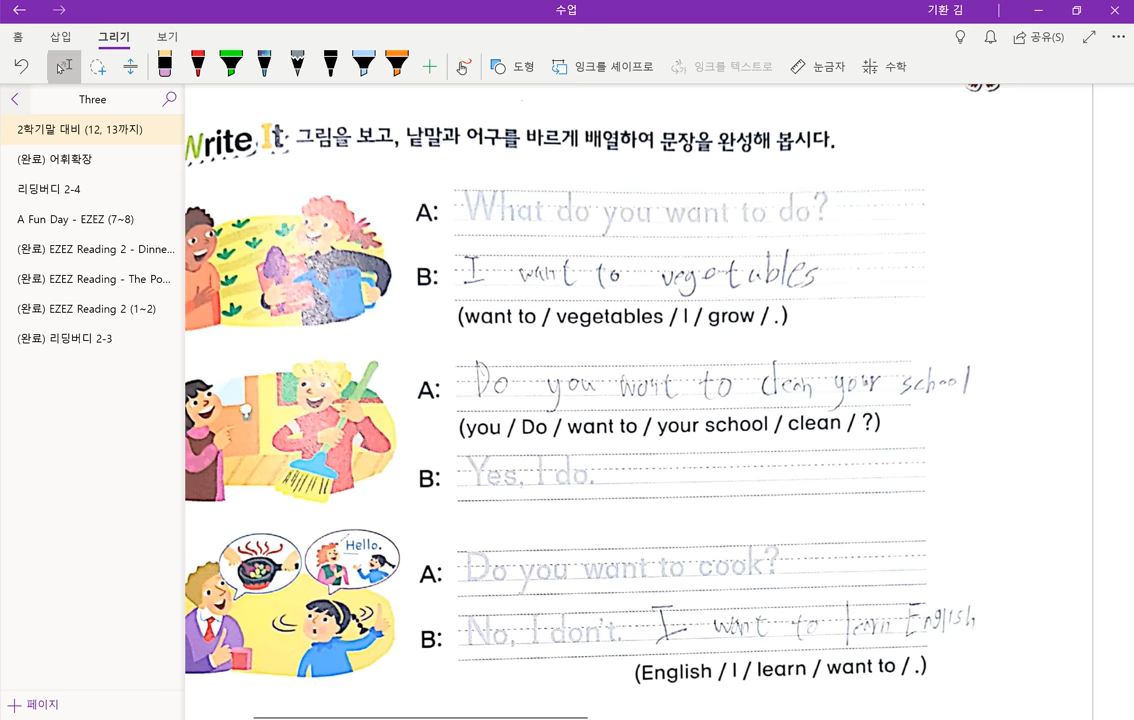 수업
기환 김
홈 삽입 그리기 보기
공유(S)
도형 잉크를 셰이프로 잉크를 텍스트로 눈금자 수학
Three
2학기말 대비 (12, 13까지)
(완료) 어휘확장
리딩버디 2-4
A Fun Day - EZEZ (7~8)
(완료) EZEZ Reading 2 - Dinne...
(완료) EZEZ Reading - The Po...
(완료) EZEZ Reading 2 (1~2)
(완료) 리딩버디 2-3
페이지
Write It 그림을 보고, 낱말과 어구를 바르게 배열하여 문장을 완성해 봅시다.
A: What do you want to do?
B: I want to vegetables
(want to / vegetables / I / grow / .)
A: Do you want to clean your school
(you / Do / want to / your school / clean / ?)
B: Yes, I do.
Hello.
A: Do you want to cook?
B: No, I don't. I want to learn English
(English / I / learn / want to / .)